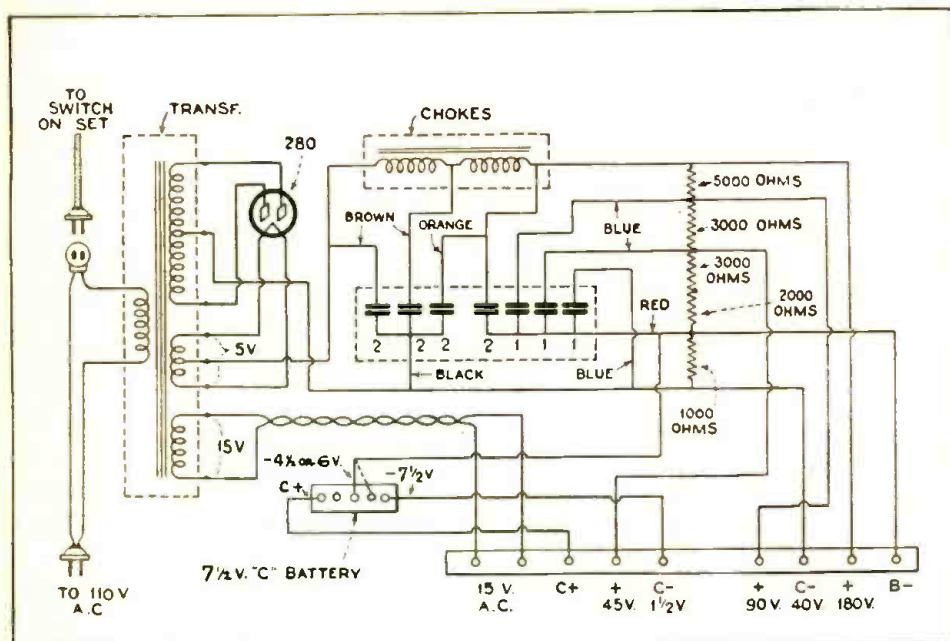 TO
SWITCH
ON SET
TRANSF.
CHOKES
280
5000 OHMS
BROWN
ORANGE
BLUE
3000 OHMS
3000
OHMS
2000
OHMS
RED
2 2 2 2 1 1 1
5V
BLACK
BLUE
1000
OHMS
15V
-4½ OR 6V.
-7½V
C+
7½V. "C" BATTERY
TO 110V
A.C
15 V.
A.C.
C+
+
45V.
C-
1½V
+
90V.
C-
40V.
+
180V.
B-